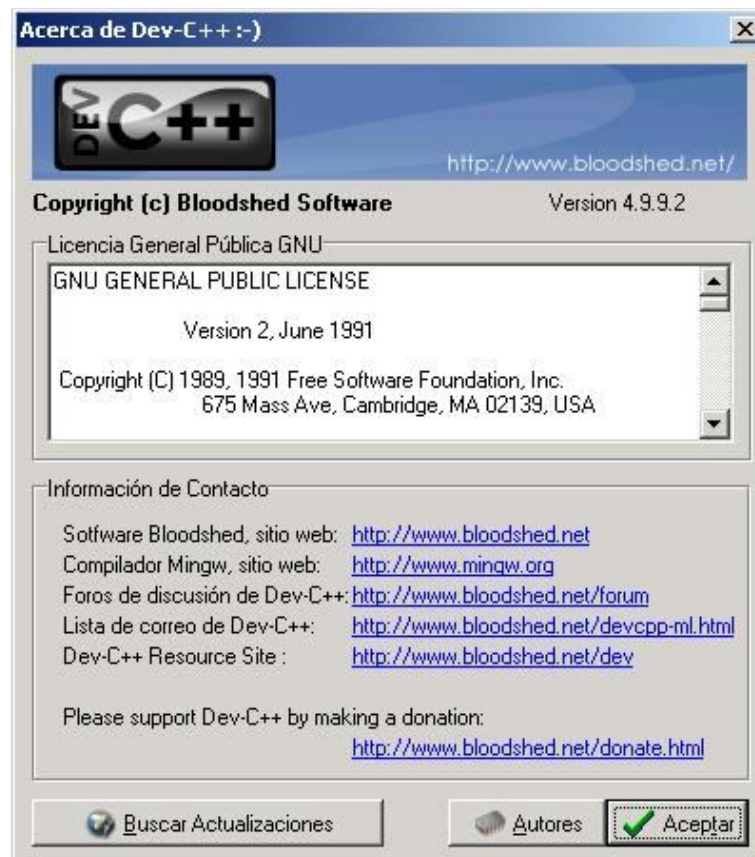 Acerca de Dev-C++ :-)
DEV C++
http://www.bloodshed.net/
Copyright (c) Bloodshed Software Version 4.9.9.2
Licencia General Pública GNU
GNU GENERAL PUBLIC LICENSE
Version 2, June 1991
Copyright (C) 1989, 1991 Free Software Foundation, Inc.
675 Mass Ave, Cambridge, MA 02139, USA
Información de Contacto
Sotfware Bloodshed, sitio web: http://www.bloodshed.net
Compilador Mingw, sitio web: http://www.mingw.org
Foros de discusión de Dev-C++: http://www.bloodshed.net/forum
Lista de correo de Dev-C++: http://www.bloodshed.net/devcpp-ml.html
Dev-C++ Resource Site : http://www.bloodshed.net/dev
Please support Dev-C++ by making a donation:
http://www.bloodshed.net/donate.html
Buscar Actualizaciones Autores Aceptar